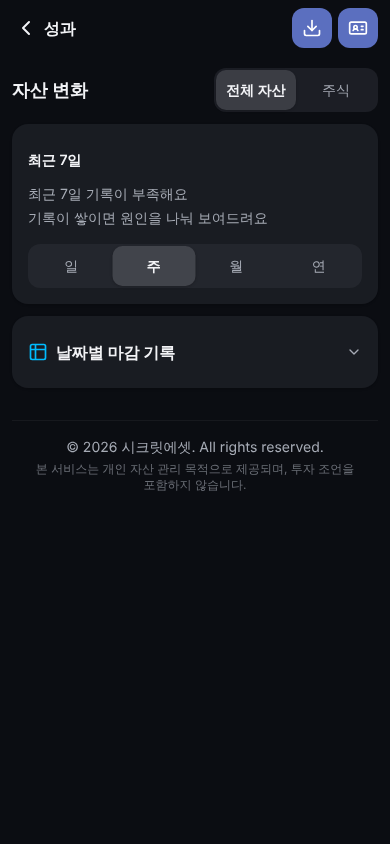 성과
자산 변화
전체 자산
주식
최근 7일
최근 7일 기록이 부족해요
기록이 쌓이면 원인을 나눠 보여드려요
일
주
월
연
날짜별 마감 기록
© 2026 시크릿에셋. All rights reserved.
본 서비스는 개인 자산 관리 목적으로 제공되며, 투자 조언을
포함하지 않습니다.